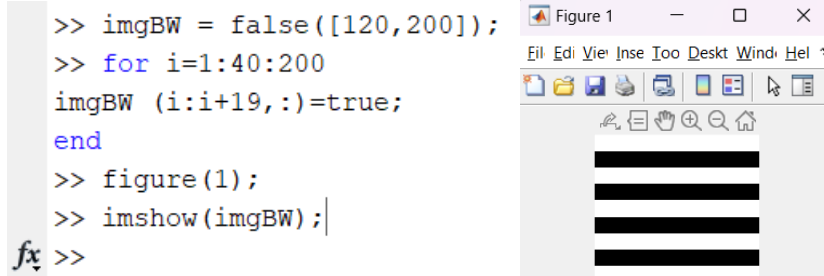 >> imgBW = false([120,200]);
>> for i=1:40:200
imgBW (i:i+19,:)=true;
end
>> figure(1);
>> imshow(imgBW);
fx >>
Figure 1
Fil Edi Vie Inse Too Deskt Wind Hel